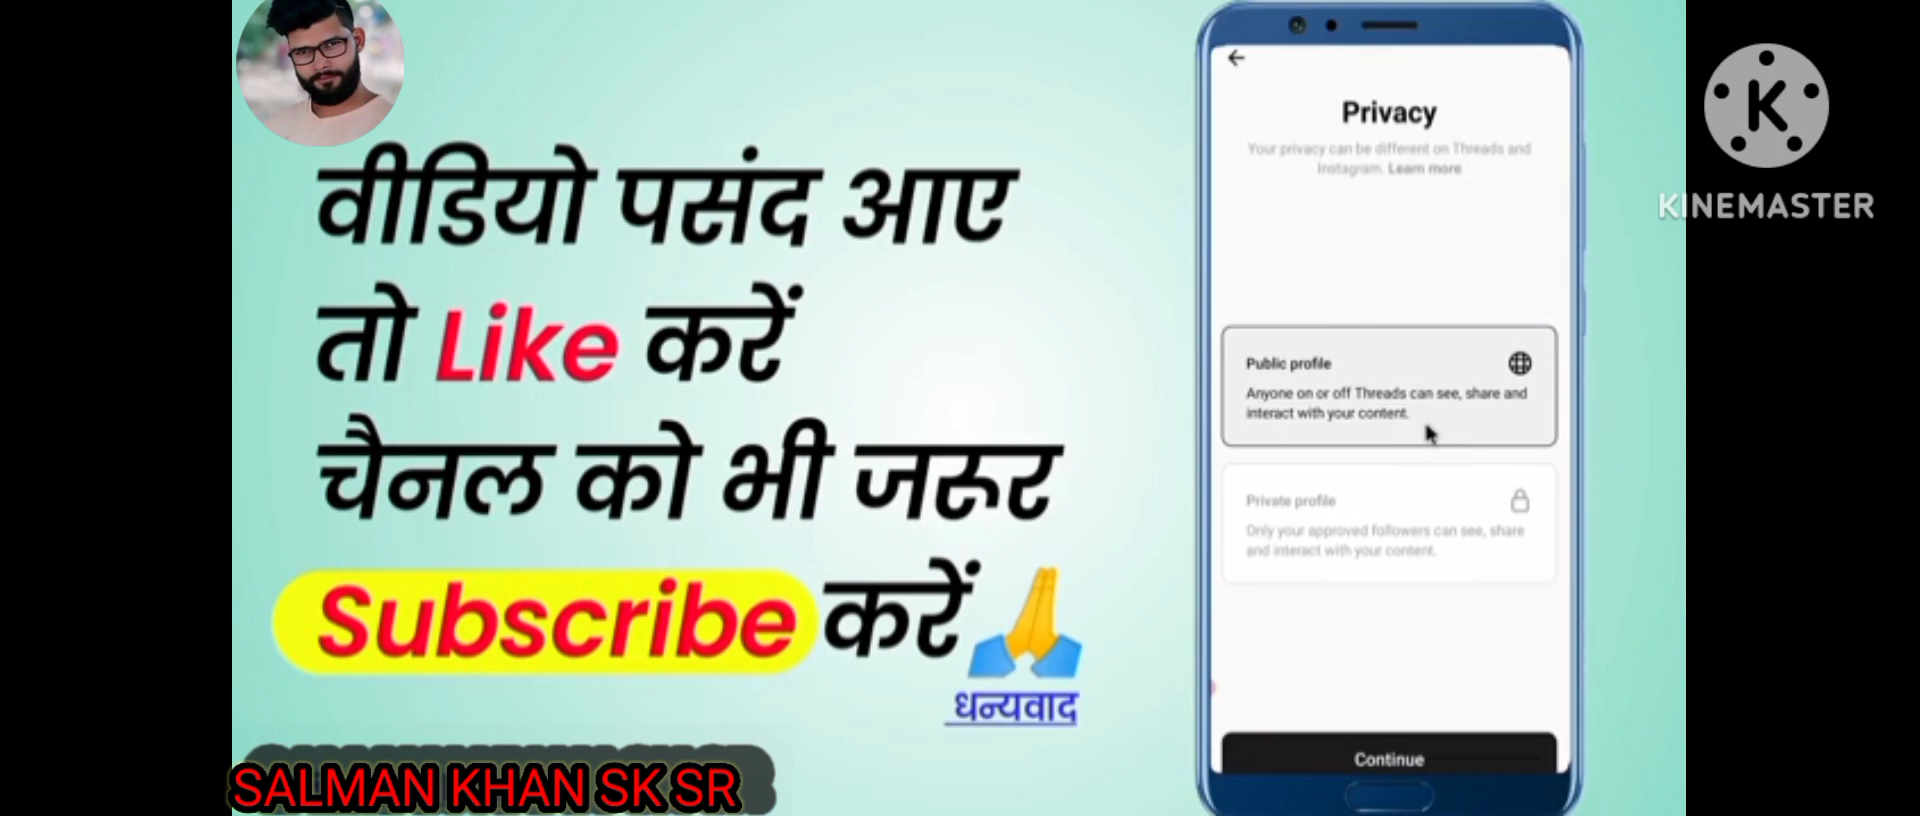 वीडियो पसंद आए
तो Like करें
चैनल को भी जरूर
Subscribe करें
धन्यवाद
SALMAN KHAN SK SR
Privacy
Your privacy can be different on Threads and
Instagram. Learn more
Public profile
Anyone on or off Threads can see, share and
interact with your content.
Private profile
Only your approved followers can see, share
and interact with your content.
Continue
K
KINEMASTER